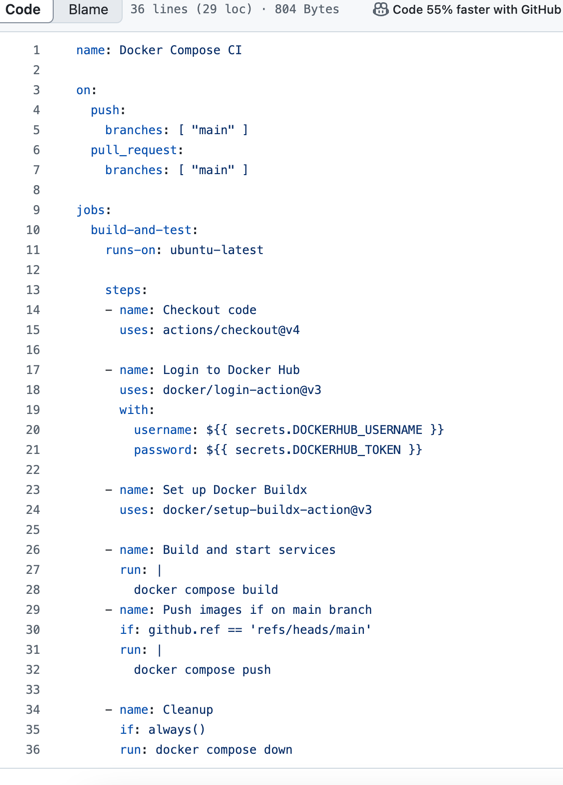 Code Blame 36 lines (29 loc) · 804 Bytes Code 55% faster with GitHub
1 name: Docker Compose CI
2
3 on:
4   push:
5     branches: [ "main" ]
6   pull_request:
7     branches: [ "main" ]
8
9 jobs:
10   build-and-test:
11     runs-on: ubuntu-latest
12
13     steps:
14     - name: Checkout code
15       uses: actions/checkout@v4
16
17     - name: Login to Docker Hub
18       uses: docker/login-action@v3
19       with:
20         username: ${{ secrets.DOCKERHUB_USERNAME }}
21         password: ${{ secrets.DOCKERHUB_TOKEN }}
22
23     - name: Set up Docker Buildx
24       uses: docker/setup-buildx-action@v3
25
26     - name: Build and start services
27       run: |
28         docker compose build
29     - name: Push images if on main branch
30       if: github.ref == 'refs/heads/main'
31       run: |
32         docker compose push
33
34     - name: Cleanup
35       if: always()
36       run: docker compose down